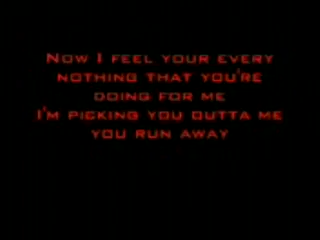 Now I feel your every
nothing that you're
doing for me
I'm picking you outta me
you run away